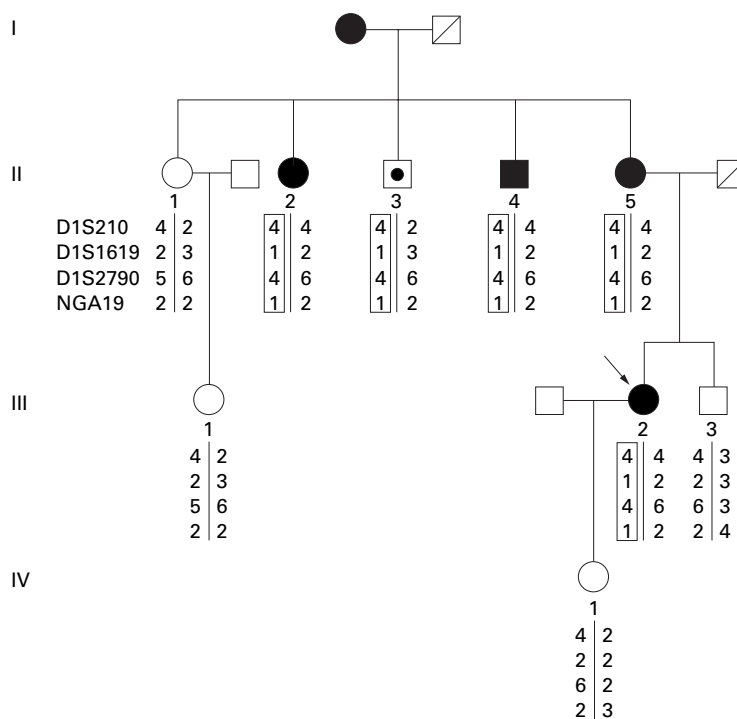 I
II
1 2 3 4 5
D1S210 4 2 4 4 4 2 4 4 4 4
D1S1619 2 3 1 2 1 3 1 2 1 2
D1S2790 5 6 4 6 4 6 4 6 4 6
NGA19 2 2 1 2 1 2 1 2 1 2
III
1 2 3
4 2 4 4 4 3
2 3 1 2 2 3
5 6 4 6 6 3
2 2 1 2 2 4
IV
1
4 2
2 2
6 2
2 3